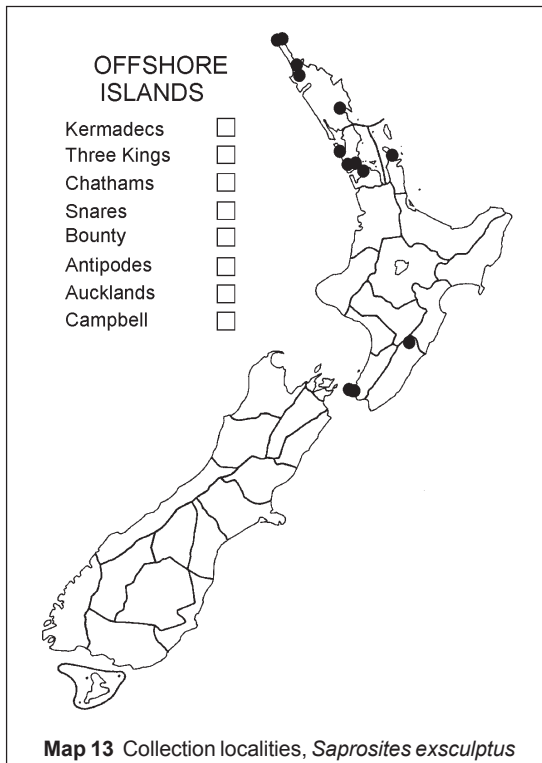 OFFSHORE
ISLANDS
Kermadecs
Three Kings
Chathams
Snares
Bounty
Antipodes
Aucklands
Campbell
Map 13 Collection localities, Saprosites exsculptus